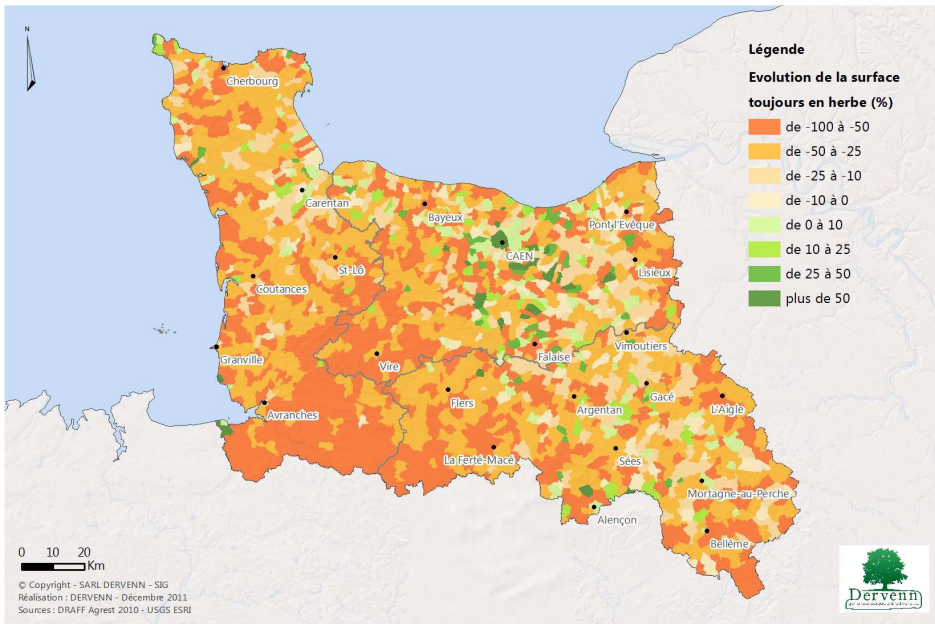 N
Cherbourg
Carentan
Bayeux
Pont-l'Evêque
CAEN
St-Lô
Lisieux
Coutances
Granville
Vire
Falaise
Vimoutiers
Flers
Gacé
Avranches
Argentan
L'Aigle
La Ferté-Macé
Sées
Mortagne-au-Perche
Alençon
Bellême
Légende
Evolution de la surface
toujours en herbe (%)
de -100 à -50
de -50 à -25
de -25 à -10
de -10 à 0
de 0 à 10
de 10 à 25
de 25 à 50
plus de 50
0 10 20
Km
© Copyright - SARL DERVENN - SIG
Réalisation : DERVENN - Décembre 2011
Sources : DRAFF Agrest 2010 - USGS ESRI
Dervenn